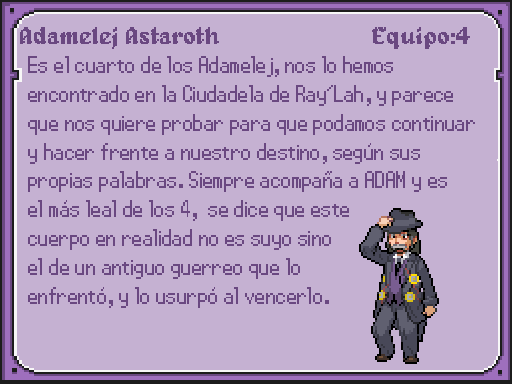 Adamelej Astaroth Equipo:4
Es el cuarto de los Adamelej, nos lo hemos
encontrado en la Ciudadela de Ray´Lah, y parece
que nos quiere probar para que podamos continuar
y hacer frente a nuestro destino, según sus
propias palabras. Siempre acompaña a ADAM y es
el más leal de los 4, se dice que este
cuerpo en realidad no es suyo sino
el de un antiguo guerreo que lo
enfrentó, y lo usurpó al vencerlo.